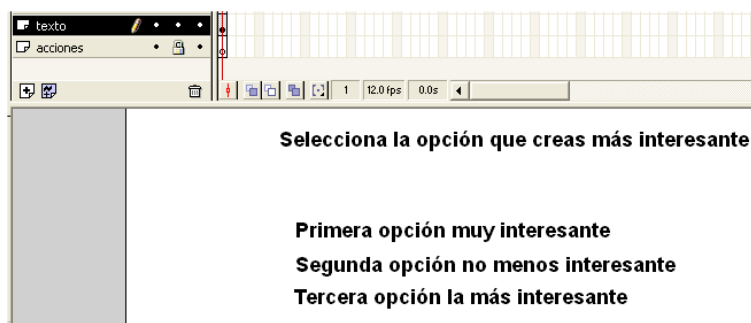 texto
acciones
1 12.0 fps 0.0s
Selecciona la opción que creas más interesante
Primera opción muy interesante
Segunda opción no menos interesante
Tercera opción la más interesante